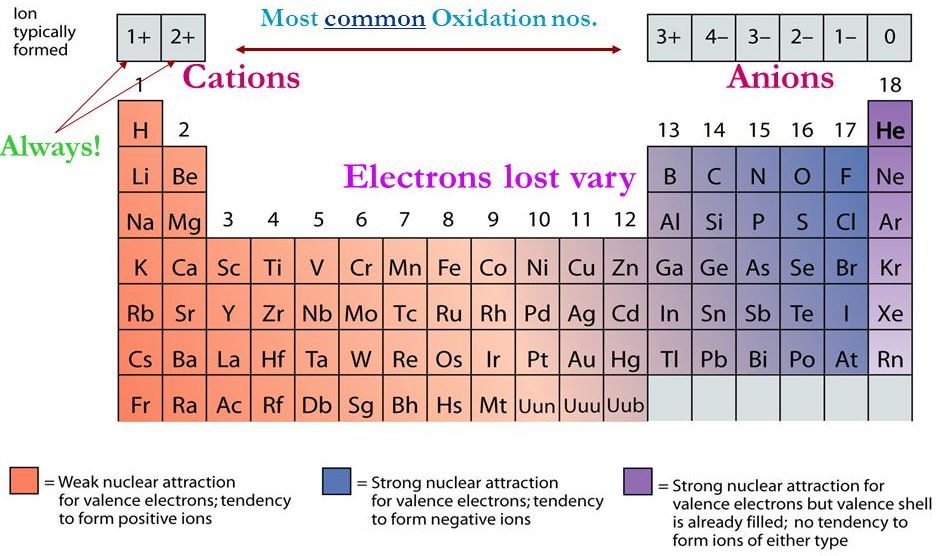 Most common Oxidation nos.
Ion
typically
formed
1+ 2+ 3+ 4– 3– 2– 1– 0
Cations Anions
1 18
Always!
H 2 13 14 15 16 17 He
Li Be Electrons lost vary B C N O F Ne
Na Mg 3 4 5 6 7 8 9 10 11 12 Al Si P S Cl Ar
K Ca Sc Ti V Cr Mn Fe Co Ni Cu Zn Ga Ge As Se Br Kr
Rb Sr Y Zr Nb Mo Tc Ru Rh Pd Ag Cd In Sn Sb Te I Xe
Cs Ba La Hf Ta W Re Os Ir Pt Au Hg Tl Pb Bi Po At Rn
Fr Ra Ac Rf Db Sg Bh Hs Mt Uun Uuu Uub
= Weak nuclear attraction
for valence electrons; tendency
to form positive ions
= Strong nuclear attraction
for valence electrons; tendency
to form negative ions
= Strong nuclear attraction for
valence electrons but valence shell
is already filled; no tendency to
form ions of either type